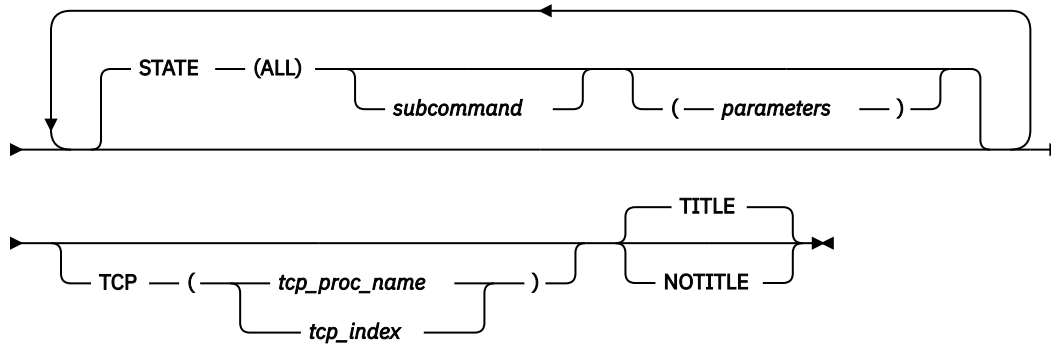 STATE (ALL)
subcommand ( parameters )
TITLE
TCP ( tcp_proc_name ) NOTITLE
tcp_index